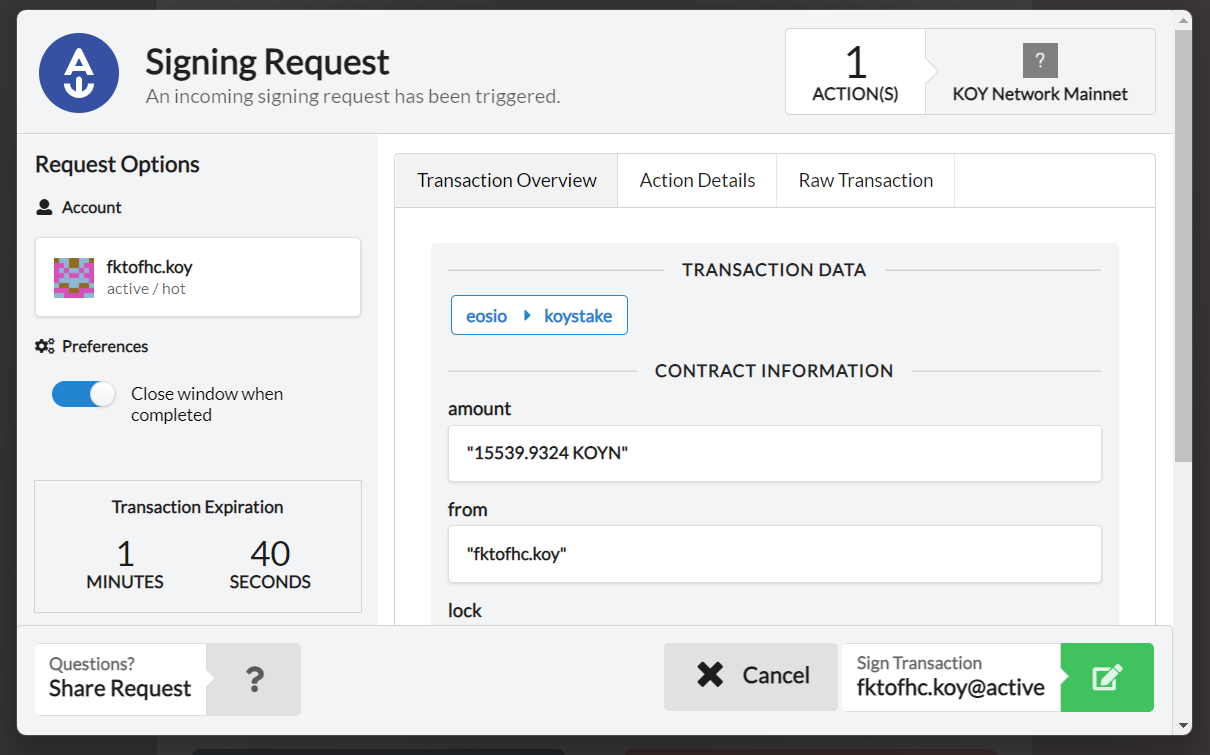 Signing Request
An incoming signing request has been triggered.
1
ACTION(S)
?
KOY Network Mainnet
Request Options
Account
fktofhc.koy
active / hot
Preferences
Close window when
completed
Transaction Expiration
1
MINUTES
40
SECONDS
Transaction Overview
Action Details
Raw Transaction
TRANSACTION DATA
eosio koystake
CONTRACT INFORMATION
amount
"15539.9324 KOYN"
from
"fktofhc.koy"
lock
Questions?
Share Request
?
Cancel
Sign Transaction
fktofhc.koy@active